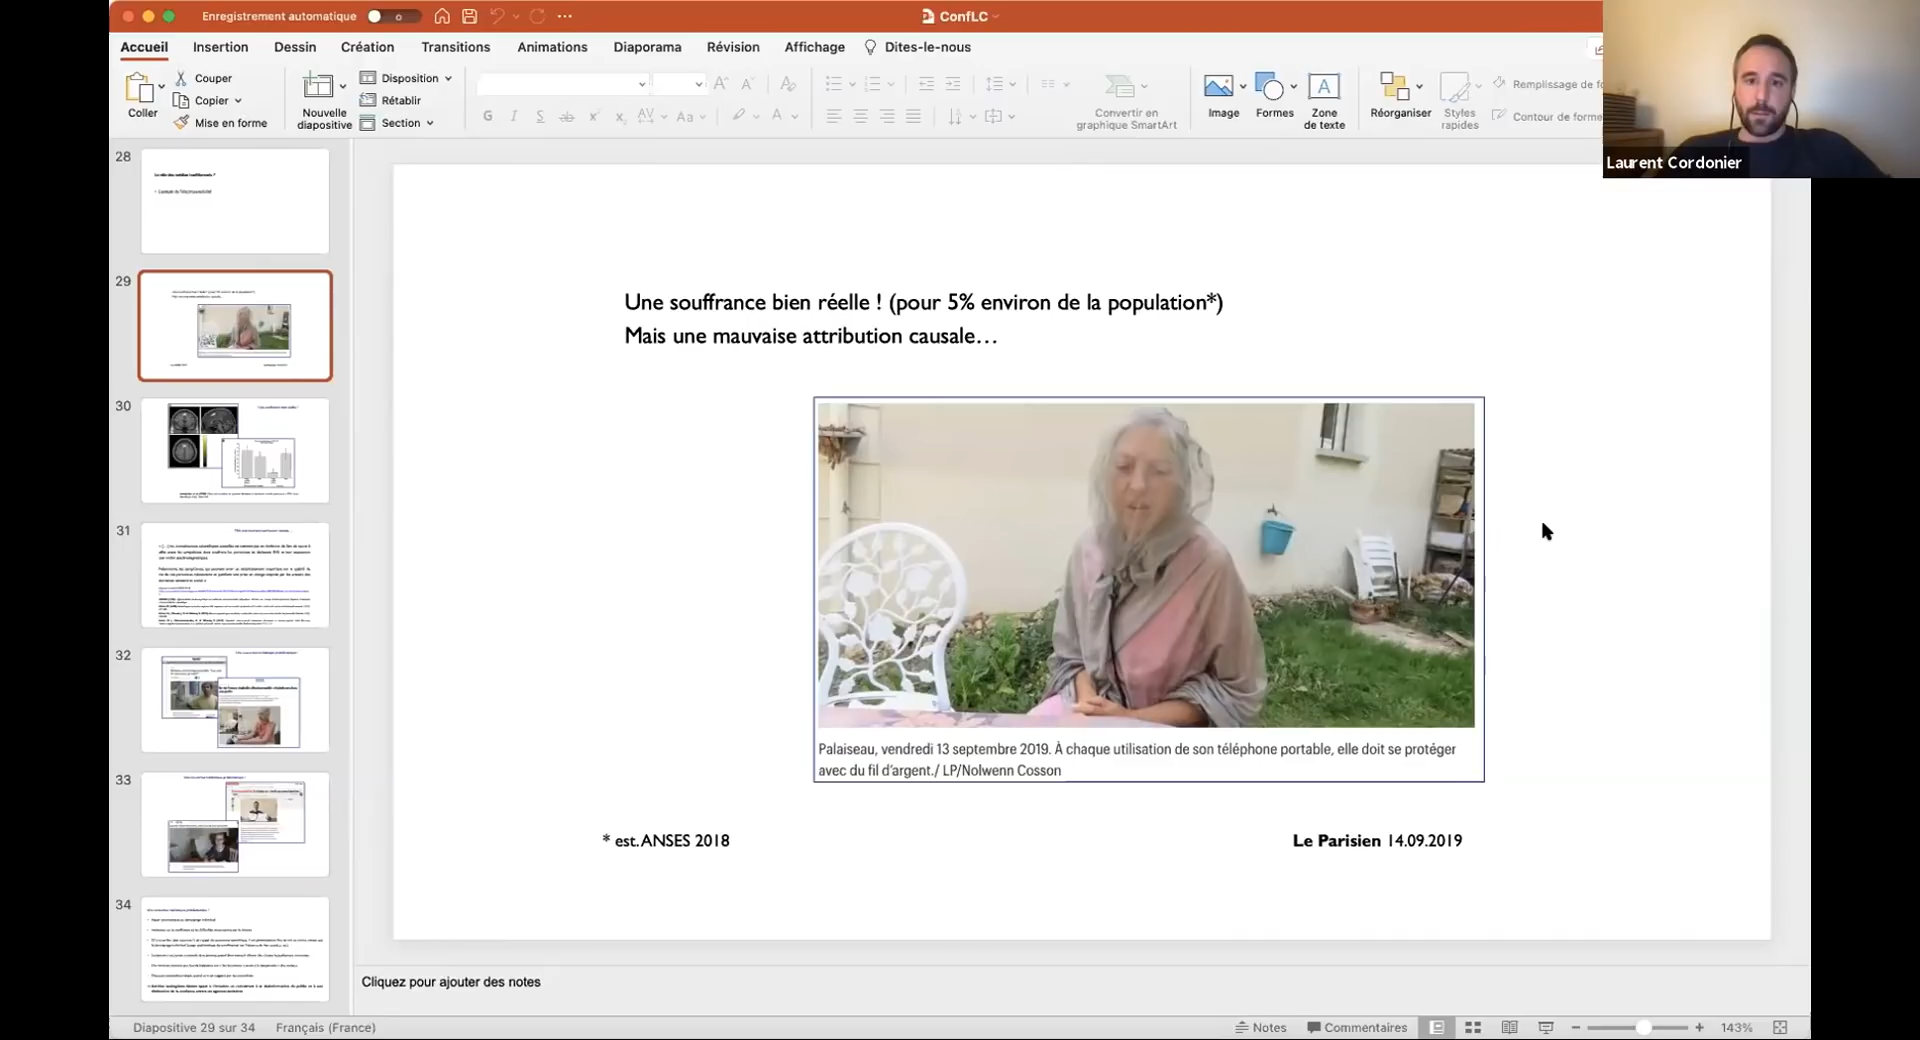 Enregistrement automatique
ConfLC
Accueil Insertion Dessin Création Transitions Animations Diaporama Révision Affichage Dites-le-nous
Coller
Couper
Copier
Mise en forme
Nouvelle diapositive
Disposition
Rétablir
Section
G I S ab x² x₂ AV Aa A
Convertir en graphique SmartArt
Image
Formes
Zone de texte
Réorganiser
Styles rapides
Remplissage de fo
Contour de forme
Laurent Cordonier
28
29
30
31
32
33
34
Une souffrance bien réelle ! (pour 5% environ de la population*)
Mais une mauvaise attribution causale…
Palaiseau, vendredi 13 septembre 2019. À chaque utilisation de son téléphone portable, elle doit se protéger
avec du fil d'argent./ LP/Nolwenn Cosson
* est. ANSES 2018
Le Parisien 14.09.2019
Cliquez pour ajouter des notes
Diapositive 29 sur 34 Français (France) Notes Commentaires 143%